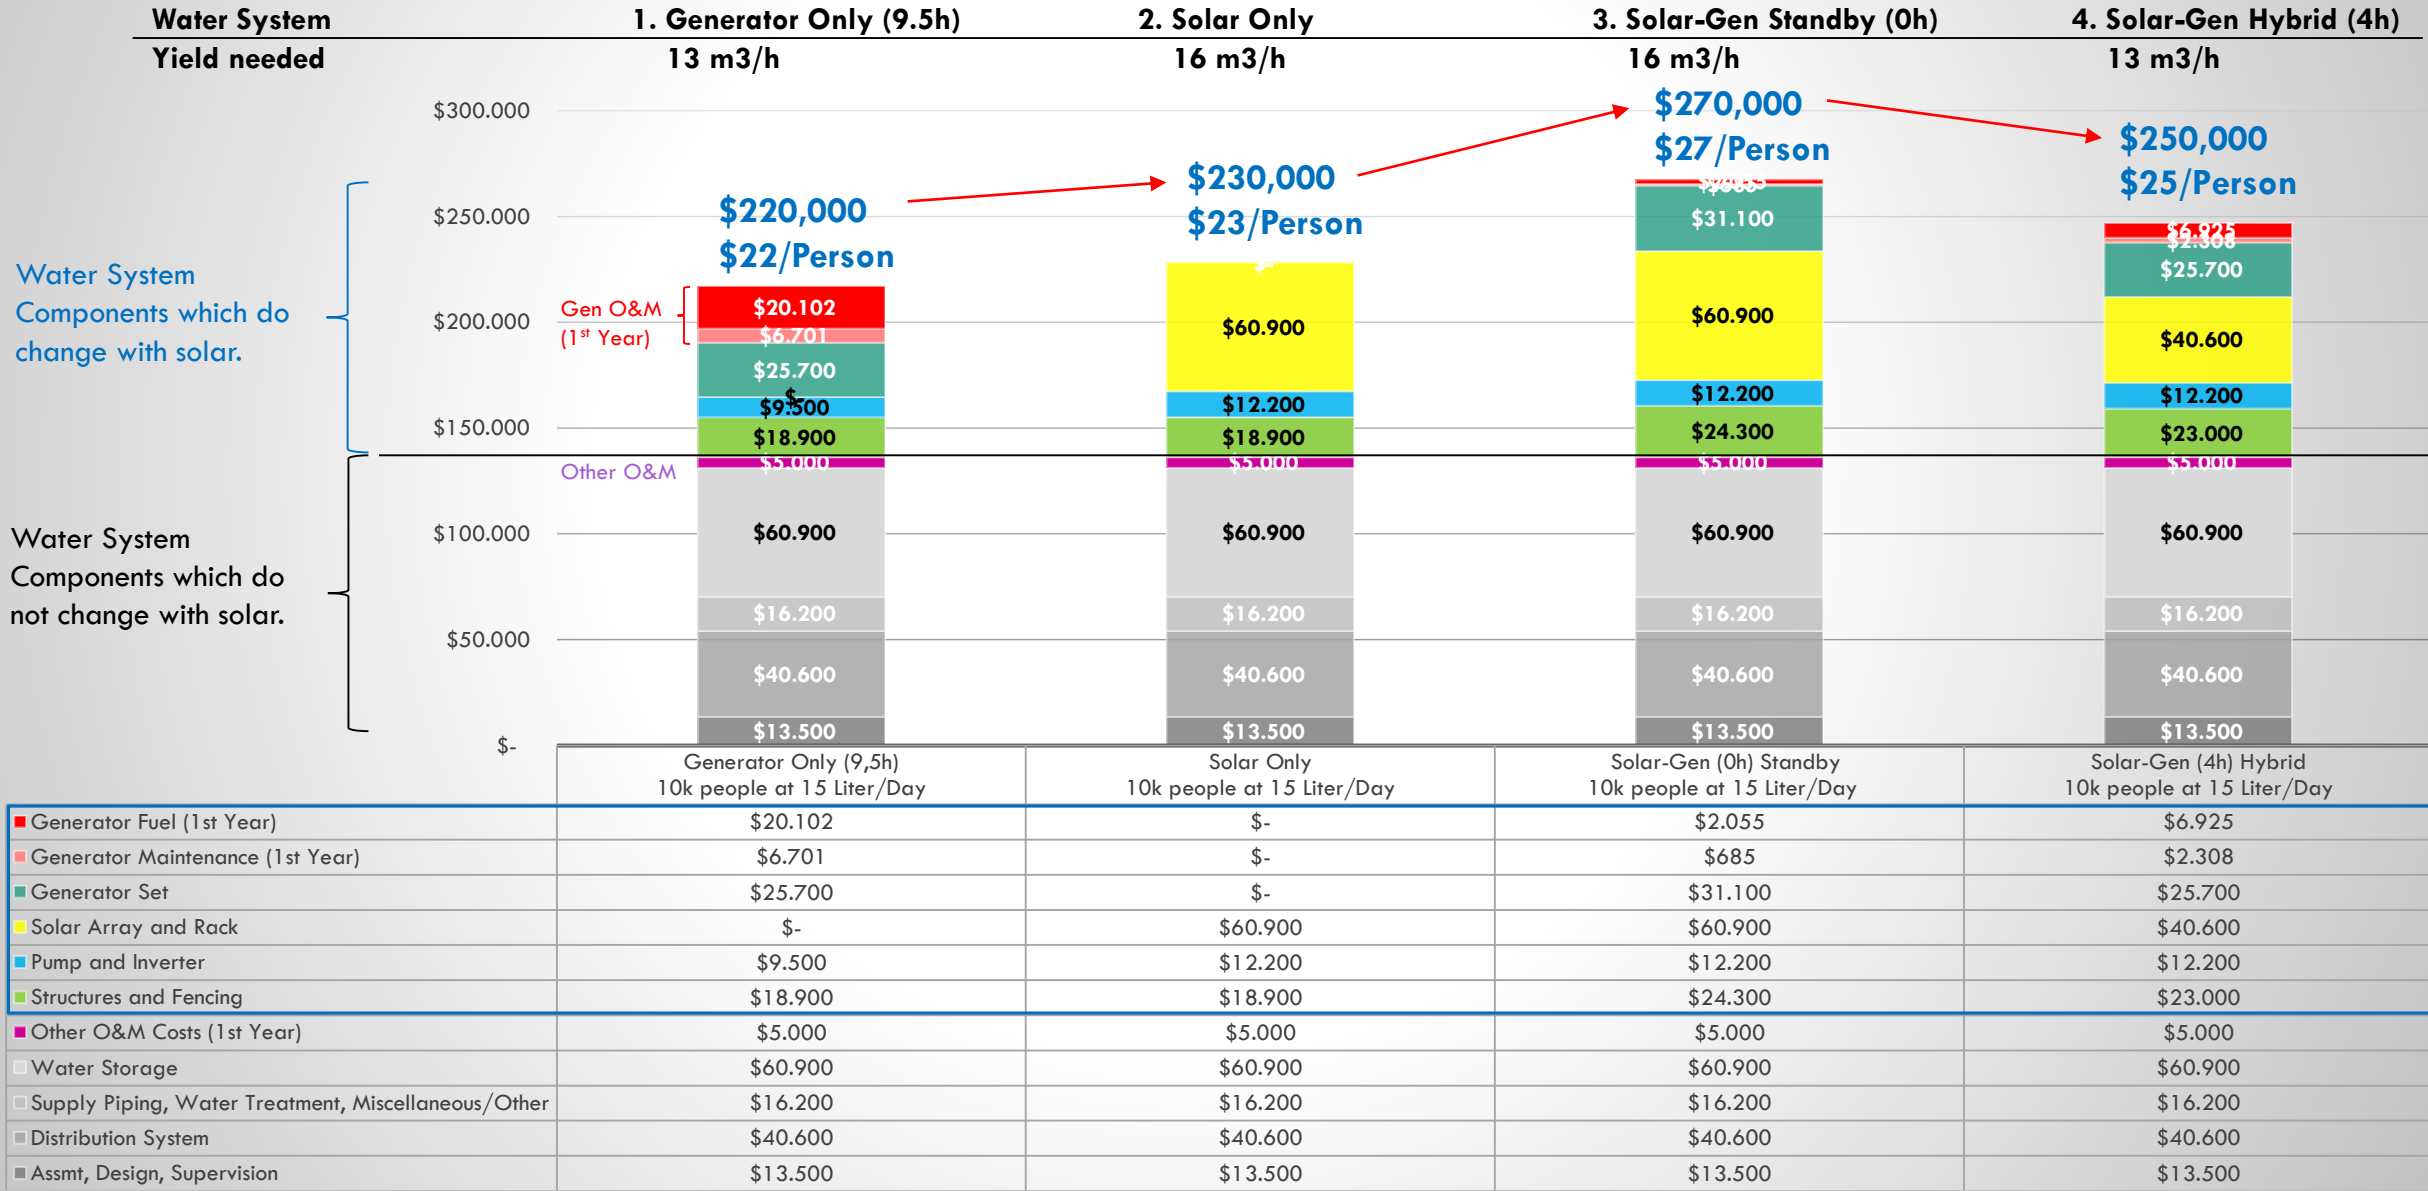 Water System 1. Generator Only (9.5h) 2. Solar Only 3. Solar-Gen Standby (0h) 4. Solar-Gen Hybrid (4h)
Yield needed 13 m3/h 16 m3/h 16 m3/h 13 m3/h
$300.000
$250.000
$200.000
$150.000
$100.000
$50.000
$-
Water System
Components which do
change with solar.
Water System
Components which do
not change with solar.
$220,000
$22/Person
$230,000
$23/Person
$270,000
$27/Person
$250,000
$25/Person
Gen O&M
(1st Year)
Other O&M
$20.102
$6.701
$25.700
$-
$9.500
$18.900
$5.000
$60.900
$16.200
$40.600
$13.500
$-
$60.900
$12.200
$18.900
$5.000
$60.900
$16.200
$40.600
$13.500
$31.100
$60.900
$12.200
$24.300
$5.000
$60.900
$16.200
$40.600
$13.500
$6.925
$2.308
$25.700
$40.600
$12.200
$23.000
$5.000
$60.900
$16.200
$40.600
$13.500
Generator Only (9,5h) Solar Only Solar-Gen (0h) Standby Solar-Gen (4h) Hybrid
10k people at 15 Liter/Day 10k people at 15 Liter/Day 10k people at 15 Liter/Day 10k people at 15 Liter/Day
Generator Fuel (1st Year) $20.102 $- $2.055 $6.925
Generator Maintenance (1st Year) $6.701 $- $685 $2.308
Generator Set $25.700 $- $31.100 $25.700
Solar Array and Rack $- $60.900 $60.900 $40.600
Pump and Inverter $9.500 $12.200 $12.200 $12.200
Structures and Fencing $18.900 $18.900 $24.300 $23.000
Other O&M Costs (1st Year) $5.000 $5.000 $5.000 $5.000
Water Storage $60.900 $60.900 $60.900 $60.900
Supply Piping, Water Treatment, Miscellaneous/Other $16.200 $16.200 $16.200 $16.200
Distribution System $40.600 $40.600 $40.600 $40.600
Assmt, Design, Supervision $13.500 $13.500 $13.500 $13.500